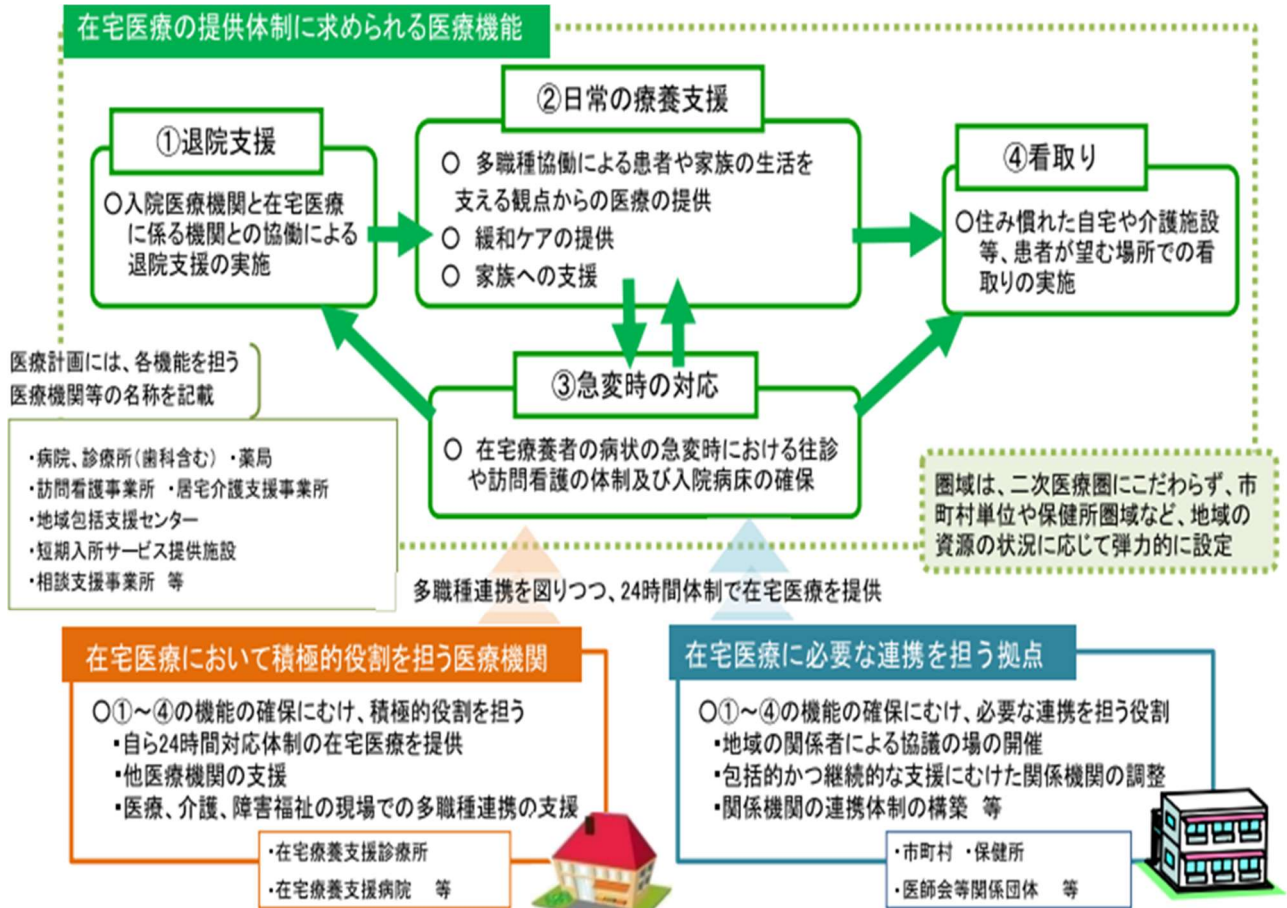 在宅医療の提供体制に求められる医療機能
①退院支援
○入院医療機関と在宅医療
に係る機関との協働による
退院支援の実施
②日常の療養支援
○ 多職種協働による患者や家族の生活を
支える観点からの医療の提供
○ 緩和ケアの提供
○ 家族への支援
④看取り
○住み慣れた自宅や介護施設
等、患者が望む場所での看
取りの実施
③急変時の対応
○ 在宅療養者の病状の急変時における往診
や訪問看護の体制及び入院病床の確保
医療計画には、各機能を担う
医療機関等の名称を記載
・病院、診療所(歯科含む) ・薬局
・訪問看護事業所 ・居宅介護支援事業所
・地域包括支援センター
・短期入所サービス提供施設
・相談支援事業所 等
圏域は、二次医療圏にこだわらず、市
町村単位や保健所圏域など、地域の
資源の状況に応じて弾力的に設定
多職種連携を図りつつ、24時間体制で在宅医療を提供
在宅医療において積極的役割を担う医療機関
○①～④の機能の確保にむけ、積極的役割を担う
・自ら24時間対応体制の在宅医療を提供
・他医療機関の支援
・医療、介護、障害福祉の現場での多職種連携の支援
・在宅療養支援診療所
・在宅療養支援病院 等
在宅医療に必要な連携を担う拠点
○①～④の機能の確保にむけ、必要な連携を担う役割
・地域の関係者による協議の場の開催
・包括的かつ継続的な支援にむけた関係機関の調整
・関係機関の連携体制の構築 等
・市町村 ・保健所
・医師会等関係団体 等